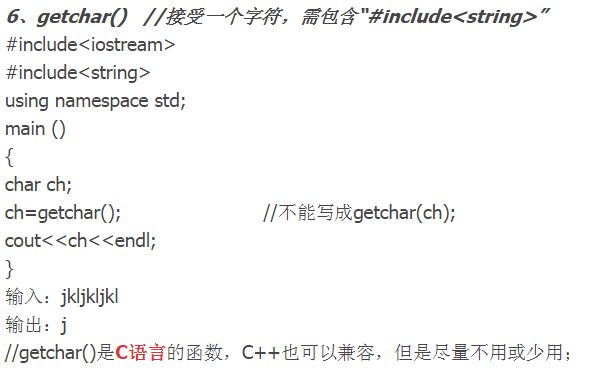 6、getchar()   //接受一个字符，需包含“#include<string>”
#include<iostream>
#include<string>
using namespace std;
main ()
{
char ch;
ch=getchar();                        //不能写成getchar(ch);
cout<<ch<<endl;
}
输入：jkljkljkl
输出：j
//getchar()是C语言的函数，C++也可以兼容，但是尽量不用或少用；